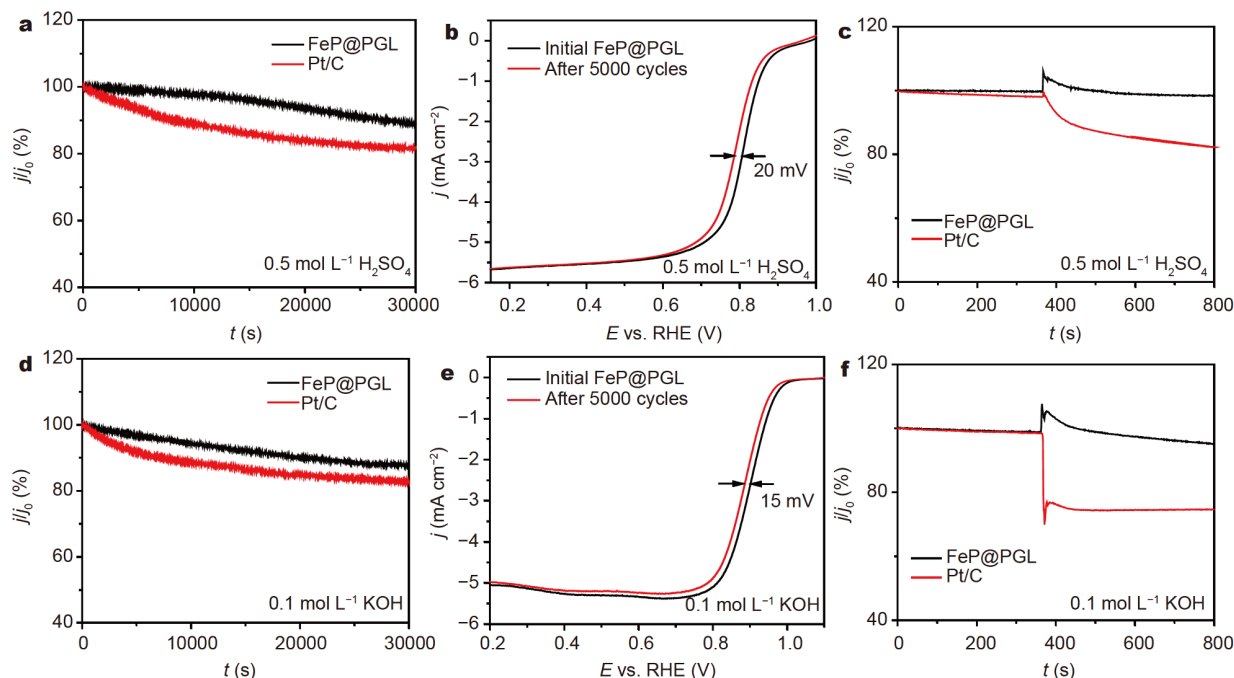 a
120
100
80
60
40
j/j₀ (%)
FeP@PGL
Pt/C
0.5 mol L⁻¹ H₂SO₄
0
10000
20000
30000
t (s)
b
0
−1
−2
−3
−4
−5
−6
j (mA cm⁻²)
Initial FeP@PGL
After 5000 cycles
20 mV
0.5 mol L⁻¹ H₂SO₄
0.2
0.4
0.6
0.8
1.0
E vs. RHE (V)
c
120
80
40
j/j₀ (%)
FeP@PGL
Pt/C
0.5 mol L⁻¹ H₂SO₄
0
200
400
600
800
t (s)
d
120
100
80
60
40
j/j₀ (%)
FeP@PGL
Pt/C
0.1 mol L⁻¹ KOH
0
10000
20000
30000
t (s)
e
0
−1
−2
−3
−4
−5
−6
j (mA cm⁻²)
Initial FeP@PGL
After 5000 cycles
15 mV
0.1 mol L⁻¹ KOH
0.2
0.4
0.6
0.8
1.0
E vs. RHE (V)
f
120
80
40
j/j₀ (%)
FeP@PGL
Pt/C
0.1 mol L⁻¹ KOH
0
200
400
600
800
t (s)